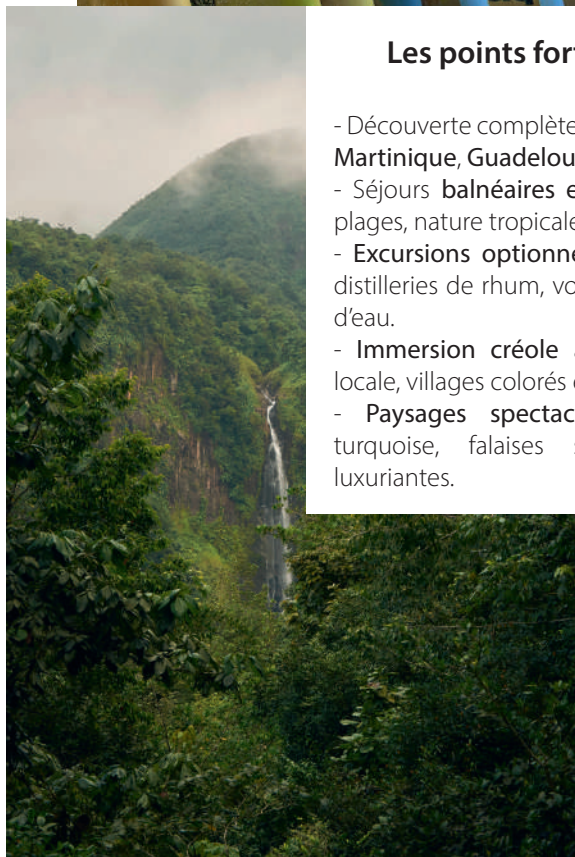 Les points for
- Découverte complète
Martinique, Guadelou
- Séjours balnéaires e
plages, nature tropicale
- Excursions optionne
distilleries de rhum, vo
d'eau.
- Immersion créole
locale, villages colorés
- Paysages spectac
turquoise, falaises
luxuriantes.